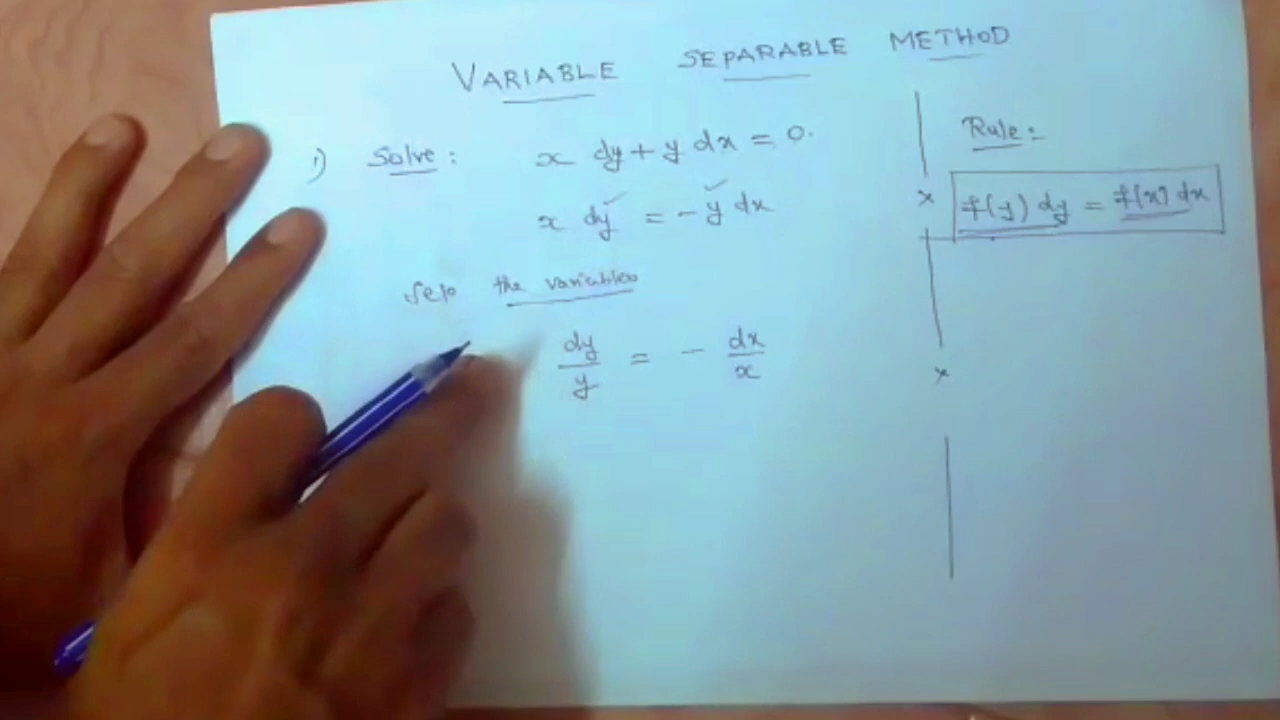 VARIABLE SEPARABLE METHOD
1) Solve : x dy + y dx = 0.
x dy = - y dx
Sep the variables
dy/y = - dx/x
Rule :-
f(y) dy = f(x) dx